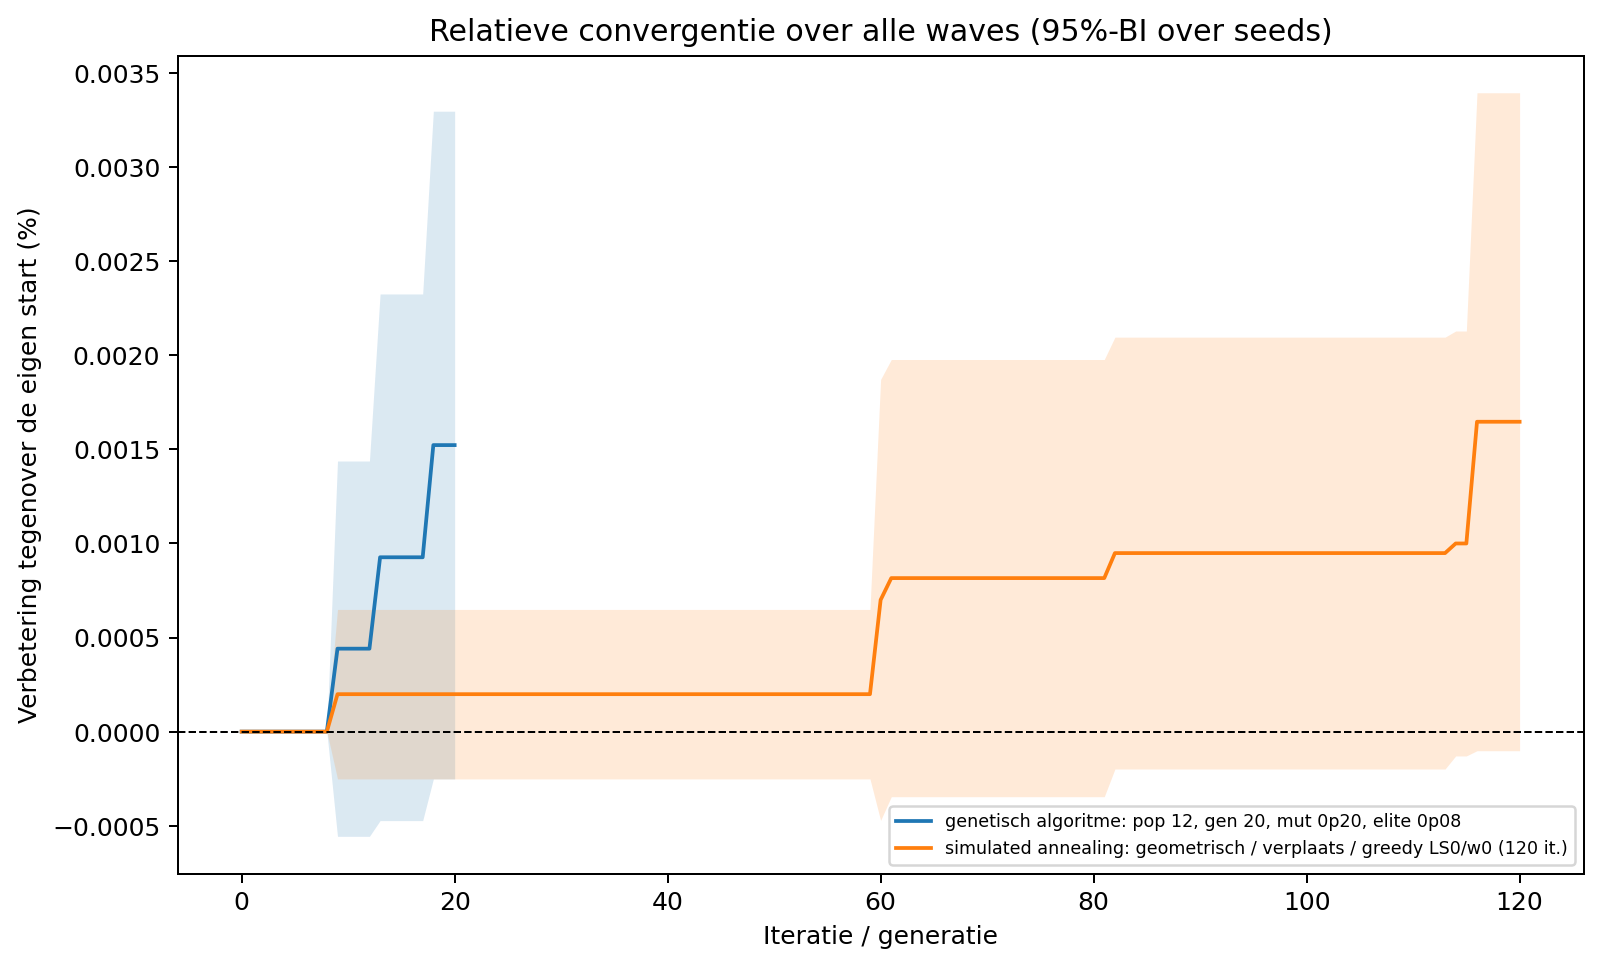 Relatieve convergentie over alle waves (95%-BI over seeds)
Verbetering tegenover de eigen start (%)
0.0035
0.0030
0.0025
0.0020
0.0015
0.0010
0.0005
0.0000
−0.0005
genetisch algoritme: pop 12, gen 20, mut 0p20, elite 0p08
simulated annealing: geometrisch / verplaats / greedy LS0/w0 (120 it.)
0 20 40 60 80 100 120
Iteratie / generatie